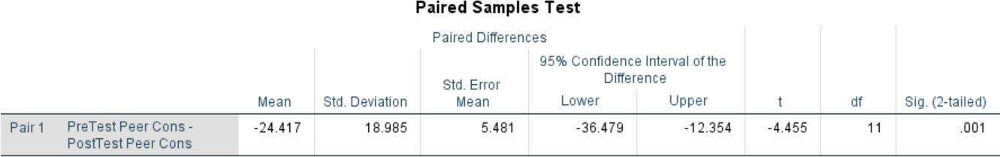 Paired Samples Test
Paired Differences
95% Confidence Interval of the
Difference
Std. Error
Mean Std. Deviation Mean Lower Upper t df Sig. (2-tailed)
Pair 1 PreTest Peer Cons - -24.417 18.985 5.481 -36.479 -12.354 -4.455 11 .001
PostTest Peer Cons